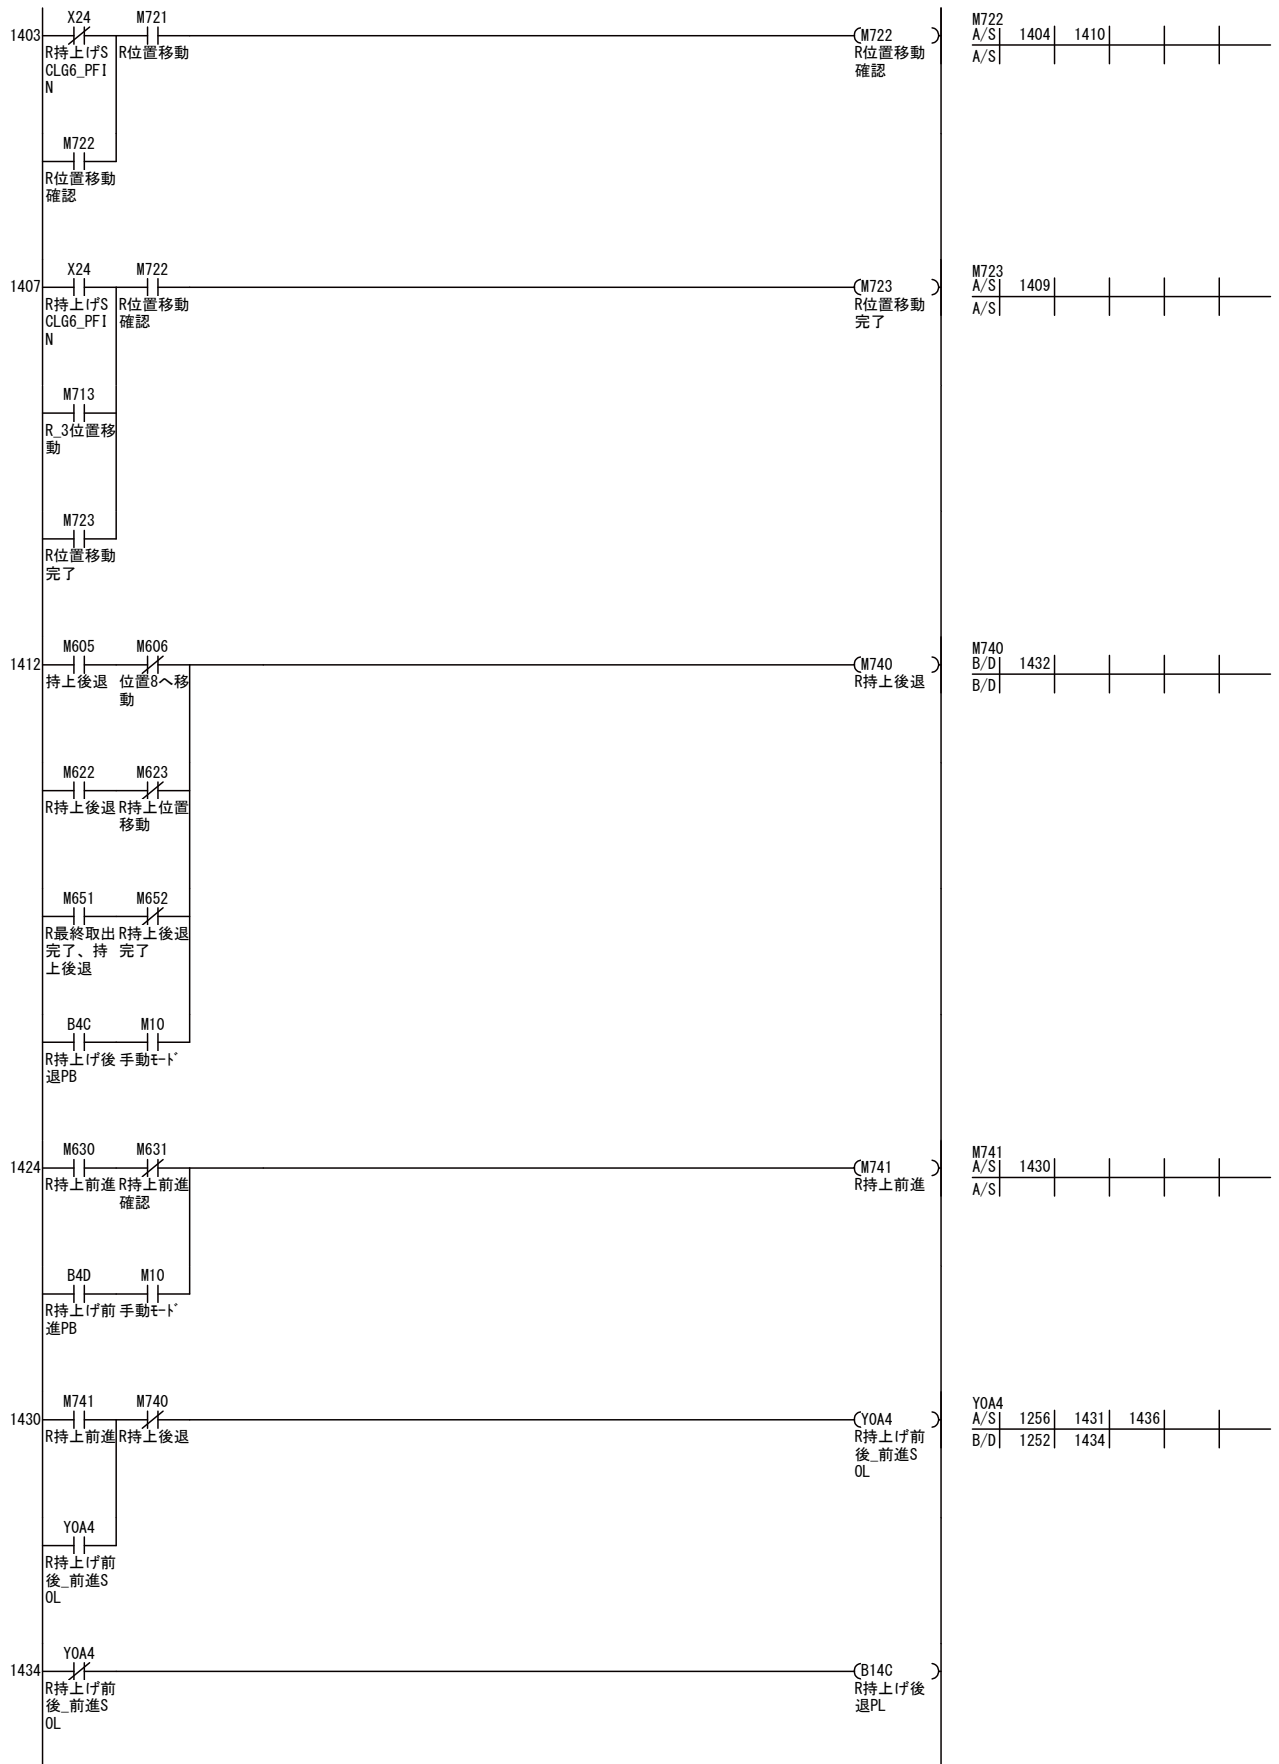 X24 M721
1403 (M722 )
R持上げS R位置移動 R位置移動
CLG6_PFI 確認
N
M722
A/S 1404 1410
A/S
M722
R位置移動
確認
X24 M722
1407 (M723 )
R持上げS R位置移動 R位置移動
CLG6_PFI 確認 完了
N
M723
A/S 1409
A/S
M713
R_3位置移
動
M723
R位置移動
完了
M605 M606
1412 (M740 )
持上後退 位置8へ移 R持上後退
動
M740
B/D 1432
B/D
M622 M623
R持上後退 R持上位置
移動
M651 M652
R最終取出 R持上後退
完了、持 完了
上後退
B4C M10
R持上げ後 手動ﾓｰﾄﾞ
退PB
M630 M631
1424 (M741 )
R持上前進 R持上前進 R持上前進
確認
M741
A/S 1430
A/S
B4D M10
R持上げ前 手動ﾓｰﾄﾞ
進PB
M741 M740
1430 (Y0A4 )
R持上前進 R持上後退 R持上げ前
後_前進S
OL
Y0A4
A/S 1256 1431 1436
B/D 1252 1434
Y0A4
R持上げ前
後_前進S
OL
Y0A4
1434 (B14C )
R持上げ前 R持上げ後
後_前進S 退PL
OL